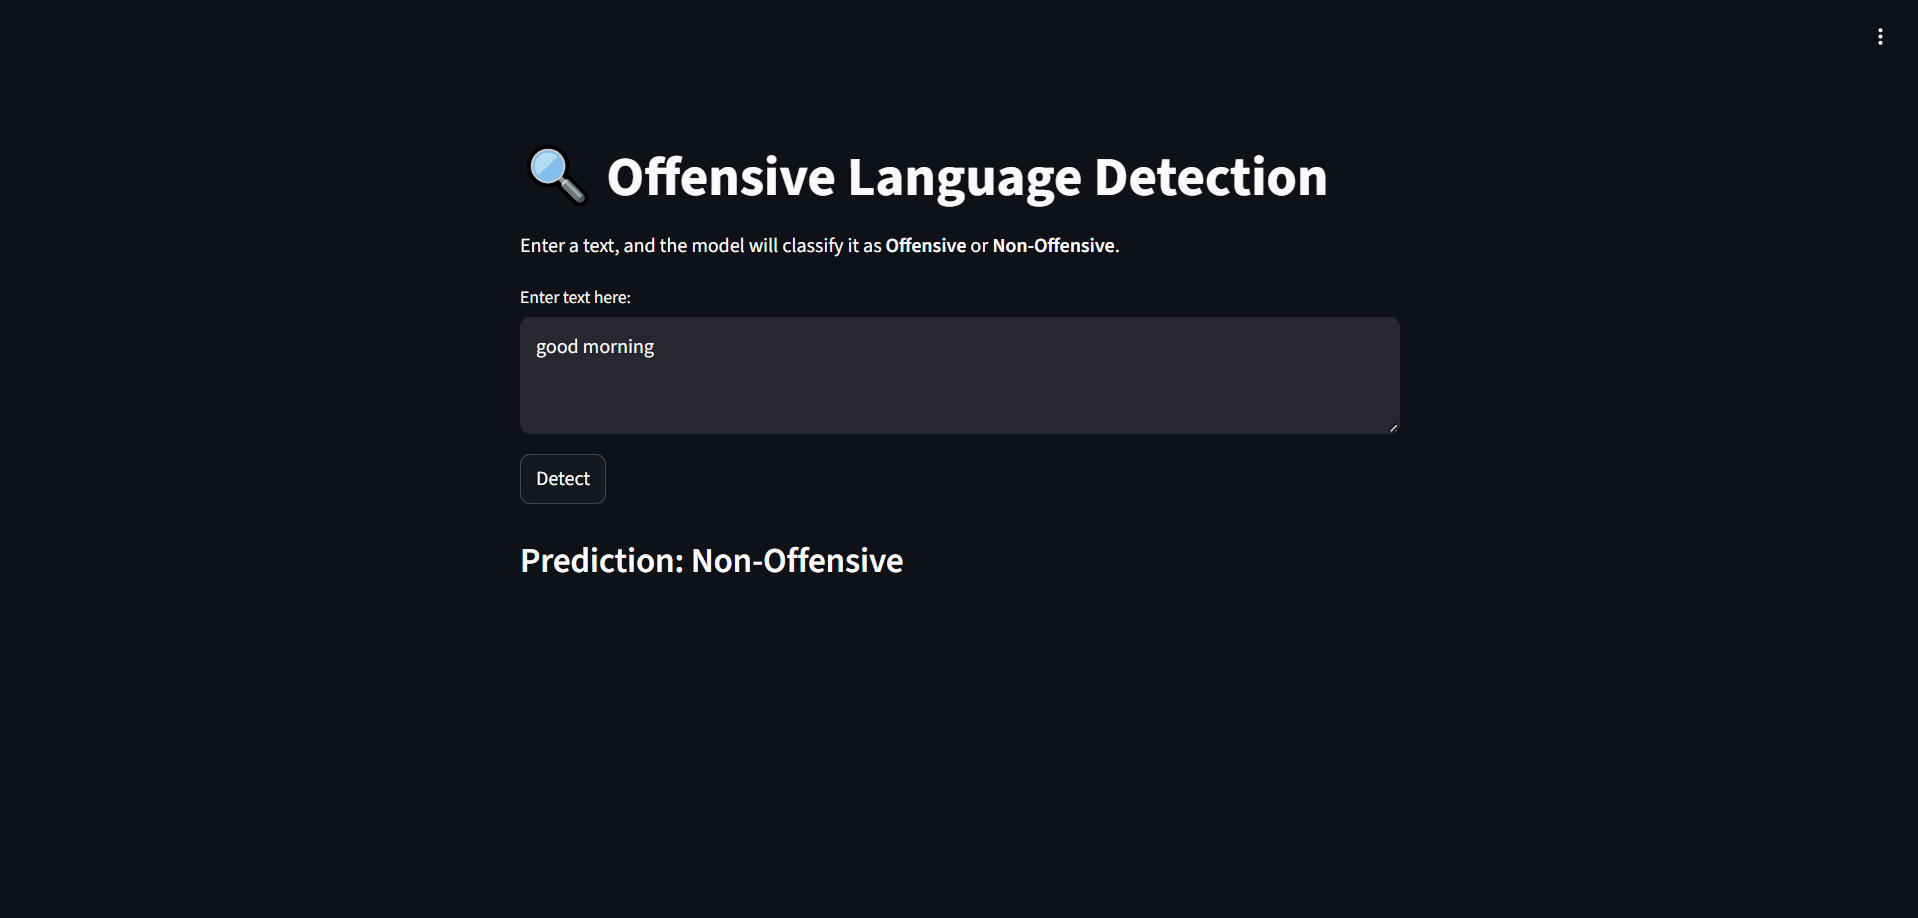 Offensive Language Detection
Enter a text, and the model will classify it as Offensive or Non-Offensive.
Enter text here:
good morning
Detect
Prediction: Non-Offensive